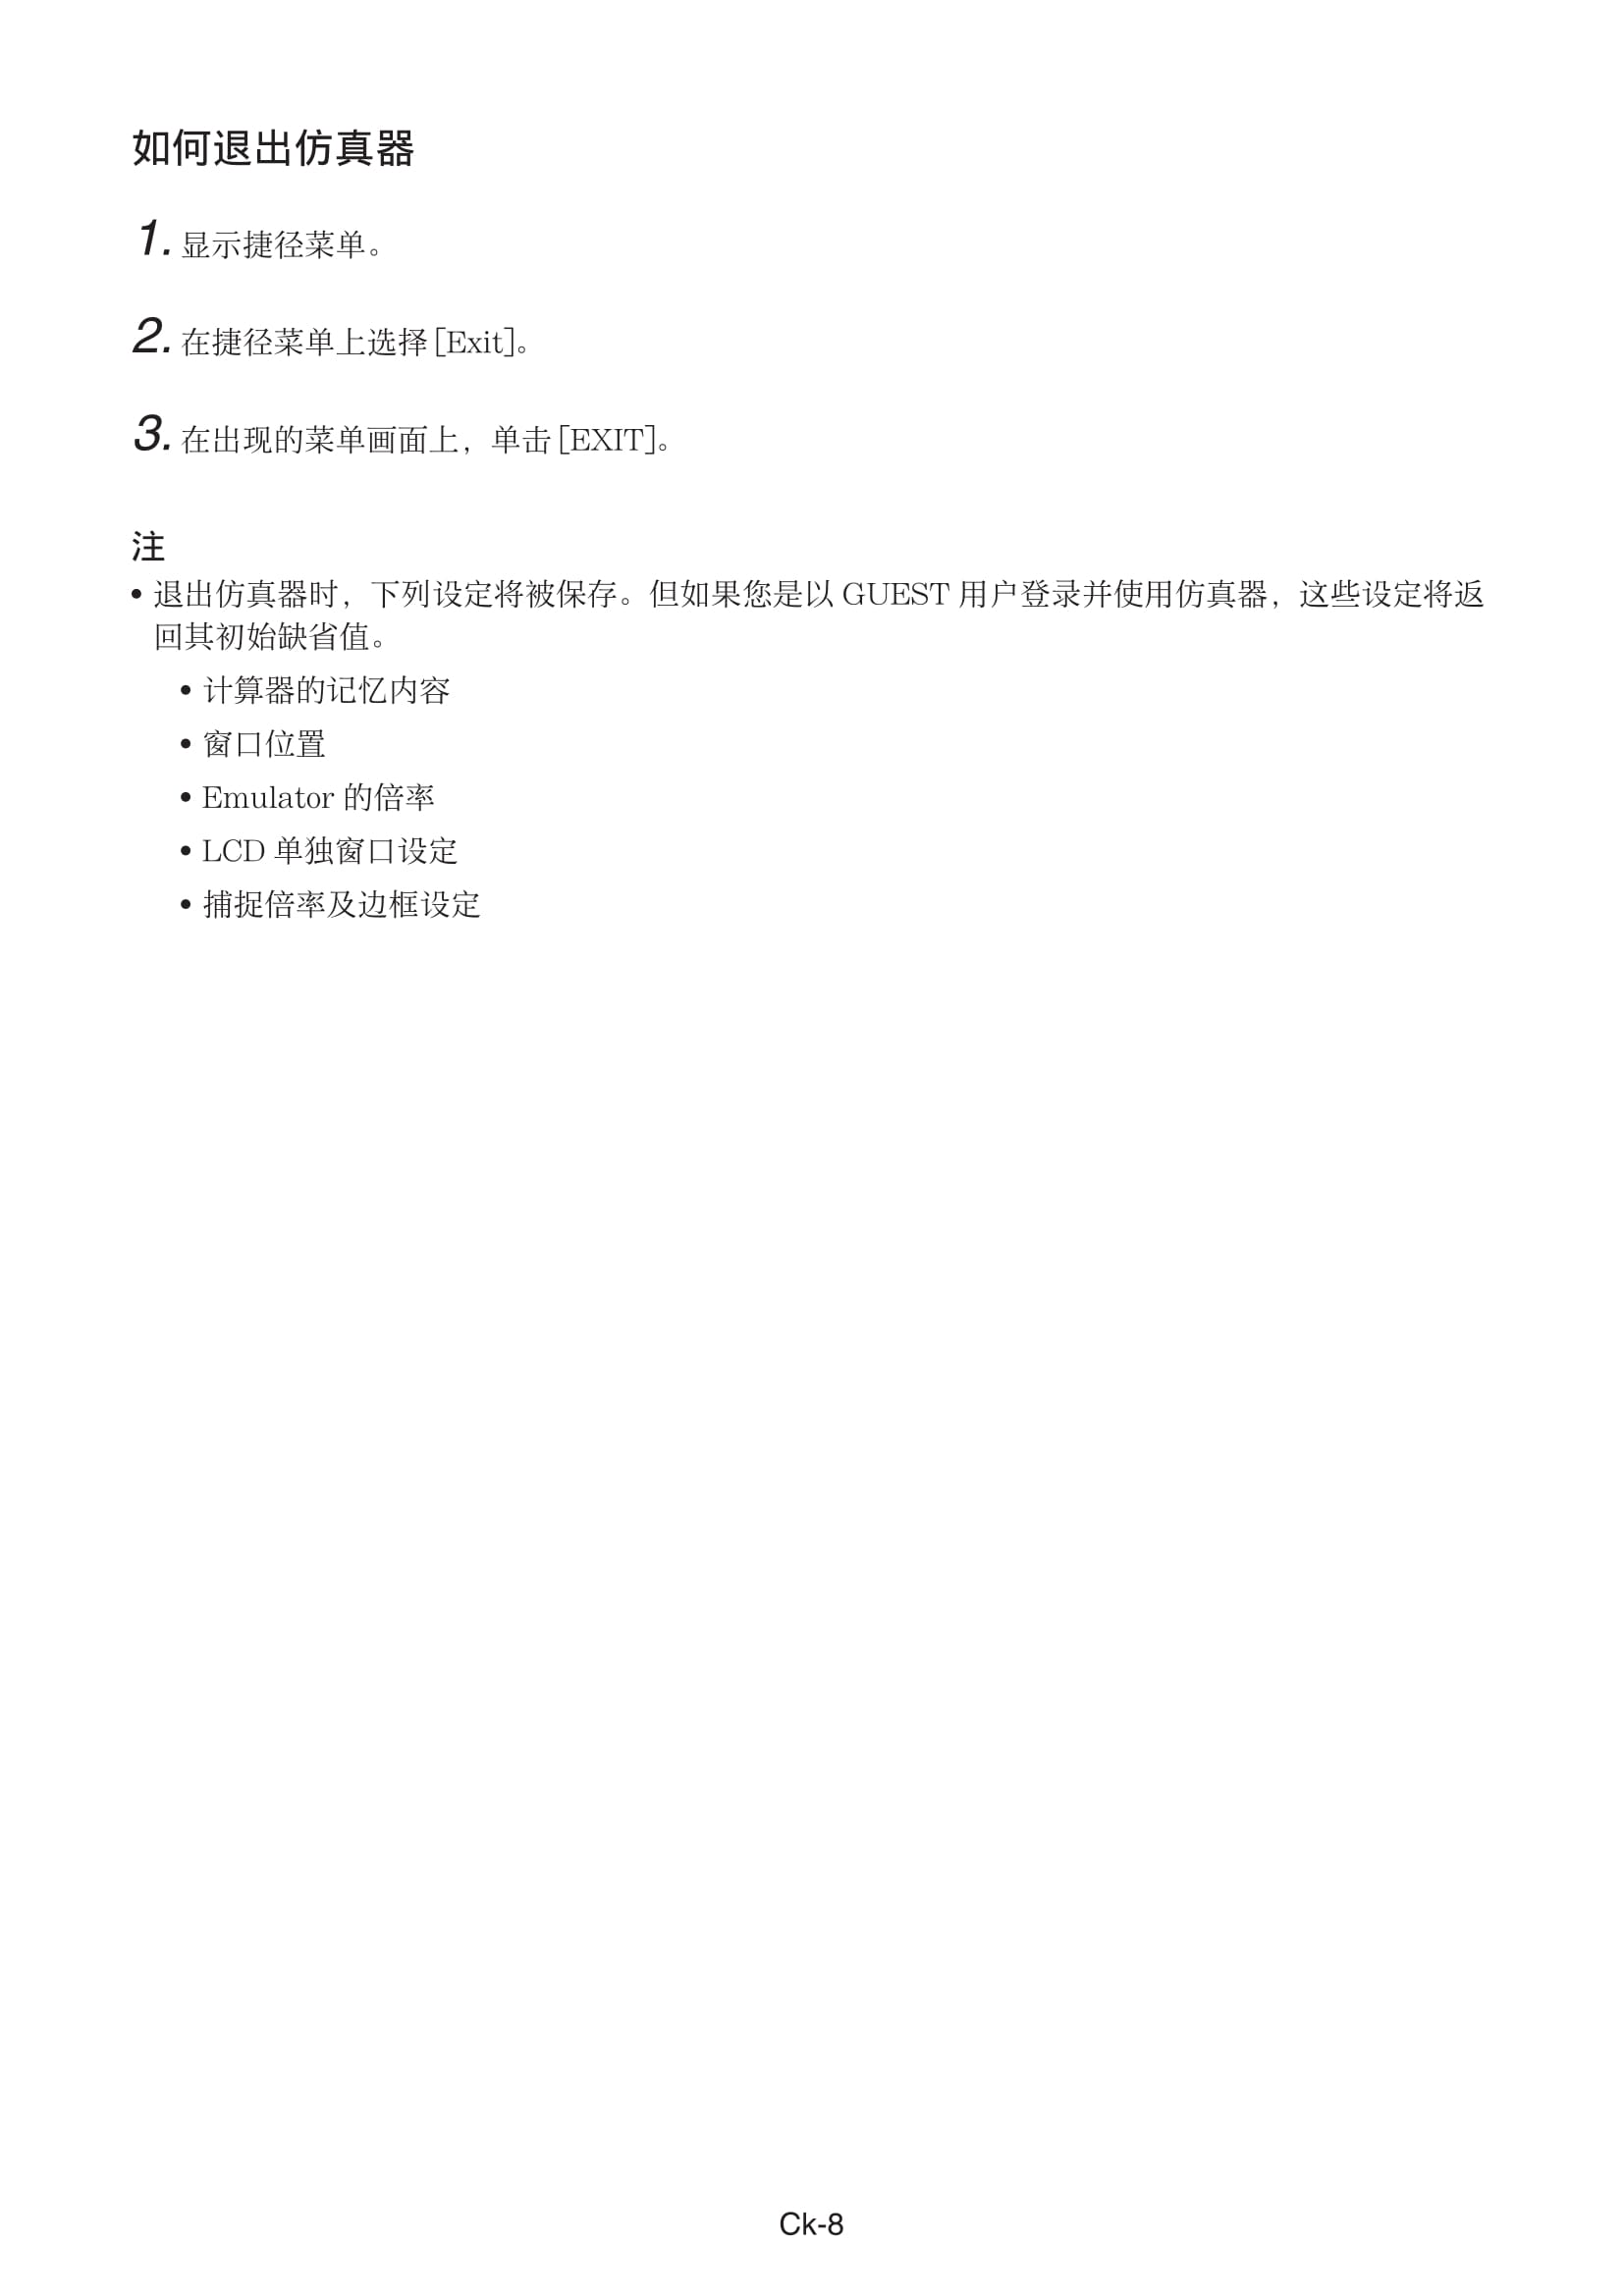 如何退出仿真器
1. 显示捷径菜单。
2. 在捷径菜单上选择[Exit]。
3. 在出现的菜单画面上，单击[EXIT]。
注
• 退出仿真器时，下列设定将被保存。但如果您是以 GUEST 用户登录并使用仿真器，这些设定将返
回其初始缺省值。
• 计算器的记忆内容
• 窗口位置
• Emulator 的倍率
• LCD 单独窗口设定
• 捕捉倍率及边框设定
Ck-8